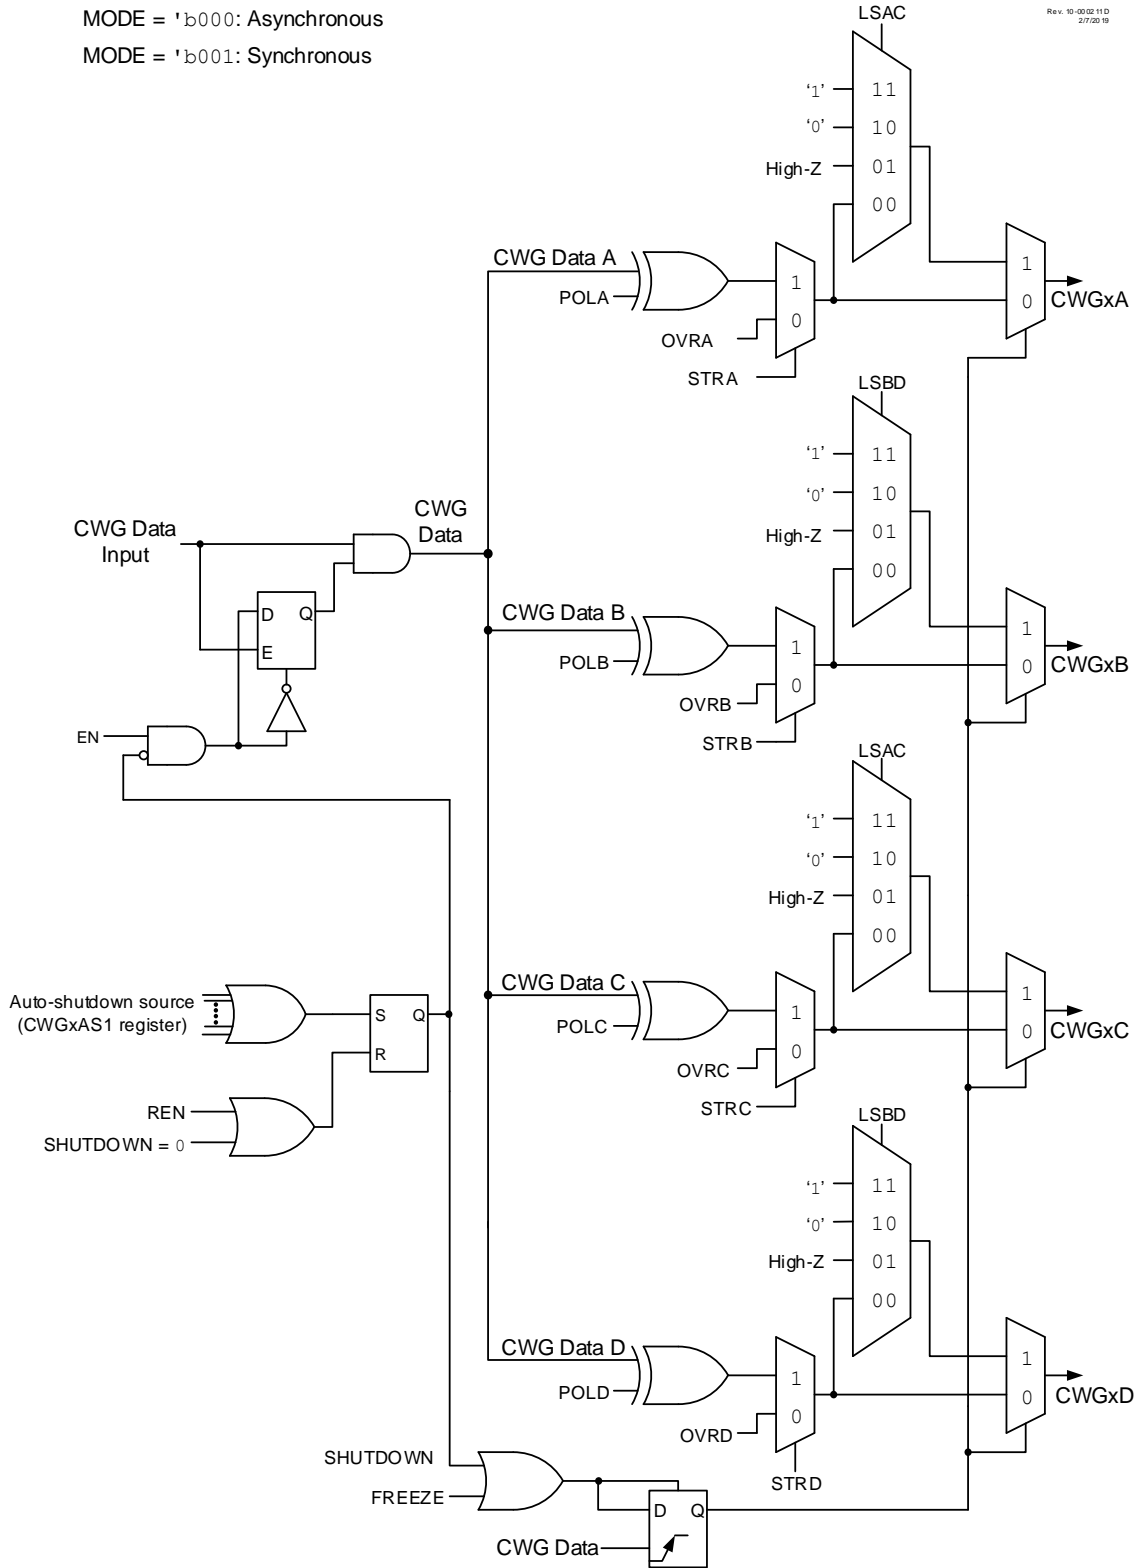 MODE = 'b000: Asynchronous
MODE = 'b001: Synchronous
Rev. 10-000211D
2/7/2019
LSAC
‘1’
11
‘0’
10
High-Z
01
00
CWG Data A
POLA
1
0
OVRA
STRA
1
0
CWGxA
LSBD
‘1’
11
‘0’
10
High-Z
01
00
CWG Data B
POLB
1
0
OVRB
STRB
1
0
CWGxB
CWG Data
Input
CWG
Data
D
Q
E
EN
LSAC
‘1’
11
‘0’
10
High-Z
01
00
CWG Data C
POLC
1
0
OVRC
STRC
1
0
CWGxC
Auto-shutdown source
(CWGxAS1 register)
S
Q
R
REN
SHUTDOWN = 0
LSBD
‘1’
11
‘0’
10
High-Z
01
00
CWG Data D
POLD
1
0
OVRD
STRD
1
0
CWGxD
SHUTDOWN
FREEZE
D
Q
CWG Data